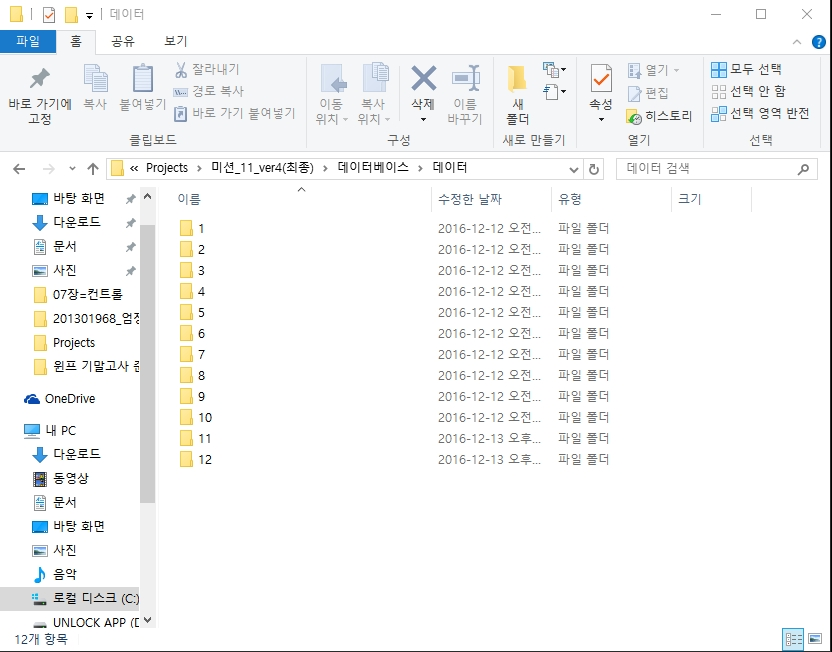 데이터
파일 홈 공유 보기
바로 가기에 고정
복사
붙여넣기
잘라내기
경로 복사
바로 가기 붙여넣기
클립보드
이동 위치
복사 위치
삭제
이름 바꾸기
구성
새 폴더
새로 만들기
속성
열기
편집
히스토리
열기
모두 선택
선택 안 함
선택 영역 반전
선택
« Projects > 미션_11_ver4(최종) > 데이터베이스 > 데이터
데이터 검색
바탕 화면
다운로드
문서
사진
07장=컨트롤
201301968_엄정
Projects
윈프 기말고사 준
OneDrive
내 PC
다운로드
동영상
문서
바탕 화면
사진
음악
로컬 디스크 (C:)
UNLOCK APP (D
이름 수정한 날짜 유형 크기
1 2016-12-12 오전... 파일 폴더
2 2016-12-12 오전... 파일 폴더
3 2016-12-12 오전... 파일 폴더
4 2016-12-12 오전... 파일 폴더
5 2016-12-12 오전... 파일 폴더
6 2016-12-12 오전... 파일 폴더
7 2016-12-12 오전... 파일 폴더
8 2016-12-12 오전... 파일 폴더
9 2016-12-12 오전... 파일 폴더
10 2016-12-12 오전... 파일 폴더
11 2016-12-13 오후... 파일 폴더
12 2016-12-13 오후... 파일 폴더
12개 항목